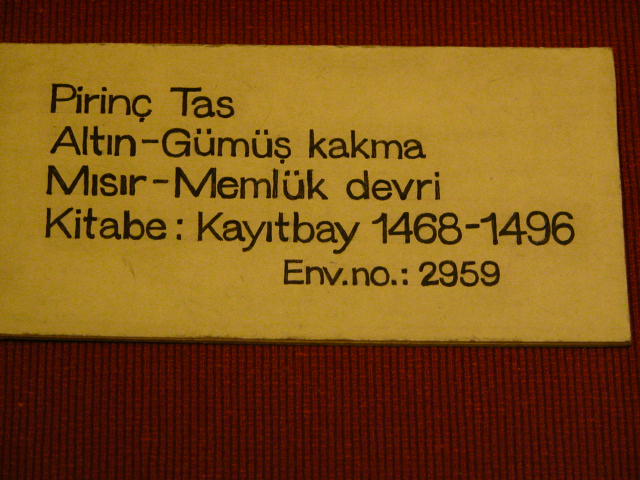 Pirinç Tas
Altın-Gümüş kakma
Mısır-Memlük devri
Kitabe: Kayıtbay 1468-1496
Env.no.: 2959